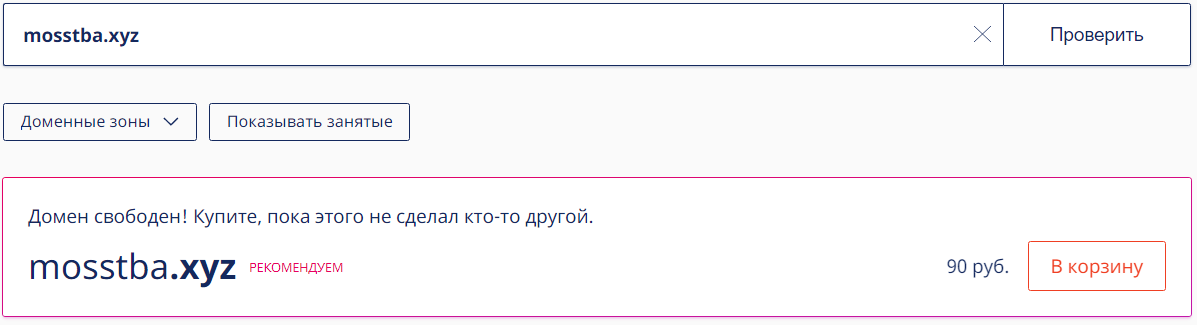 mosstba.xyz
Проверить
Доменные зоны
Показывать занятые
Домен свободен! Купите, пока этого не сделал кто-то другой.
mosstba.xyz РЕКОМЕНДУЕМ
90 руб.
В корзину